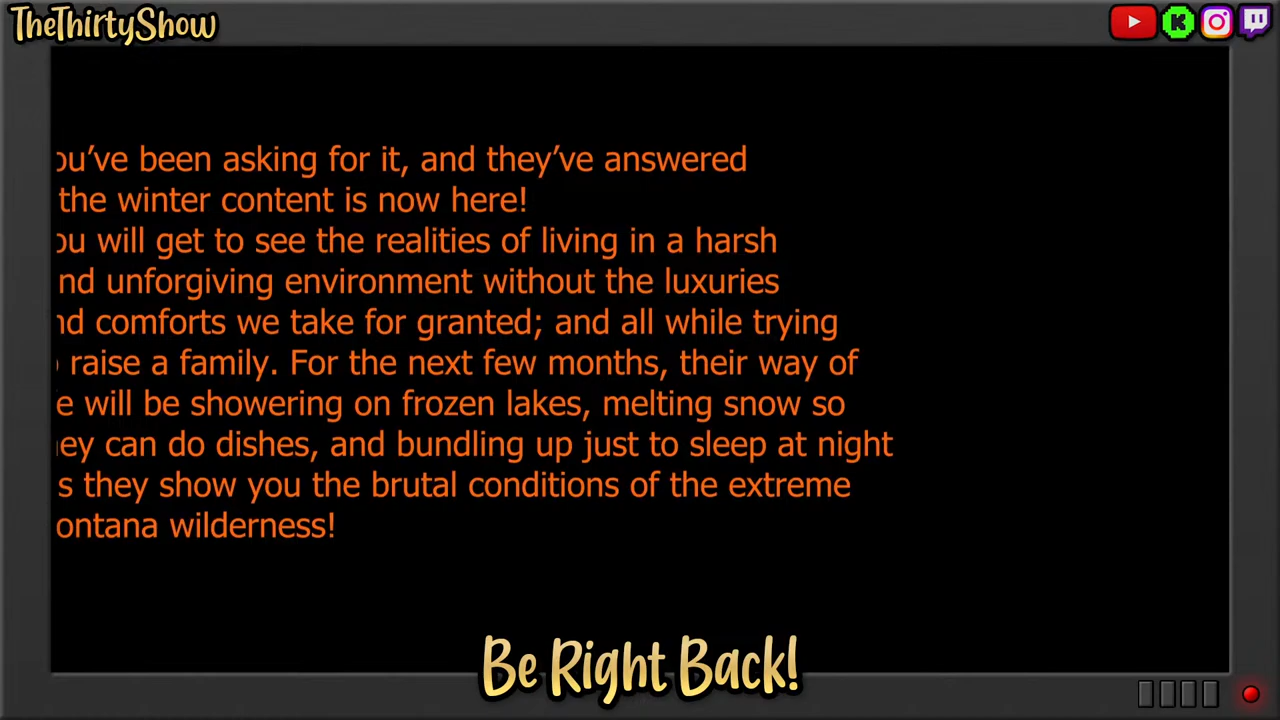 TheThirtyShow
ou've been asking for it, and they've answered
the winter content is now here!
ou will get to see the realities of living in a harsh
nd unforgiving environment without the luxuries
nd comforts we take for granted; and all while trying
raise a family. For the next few months, their way of
e will be showering on frozen lakes, melting snow so
ey can do dishes, and bundling up just to sleep at night
s they show you the brutal conditions of the extreme
ontana wilderness!
Be Right Back!